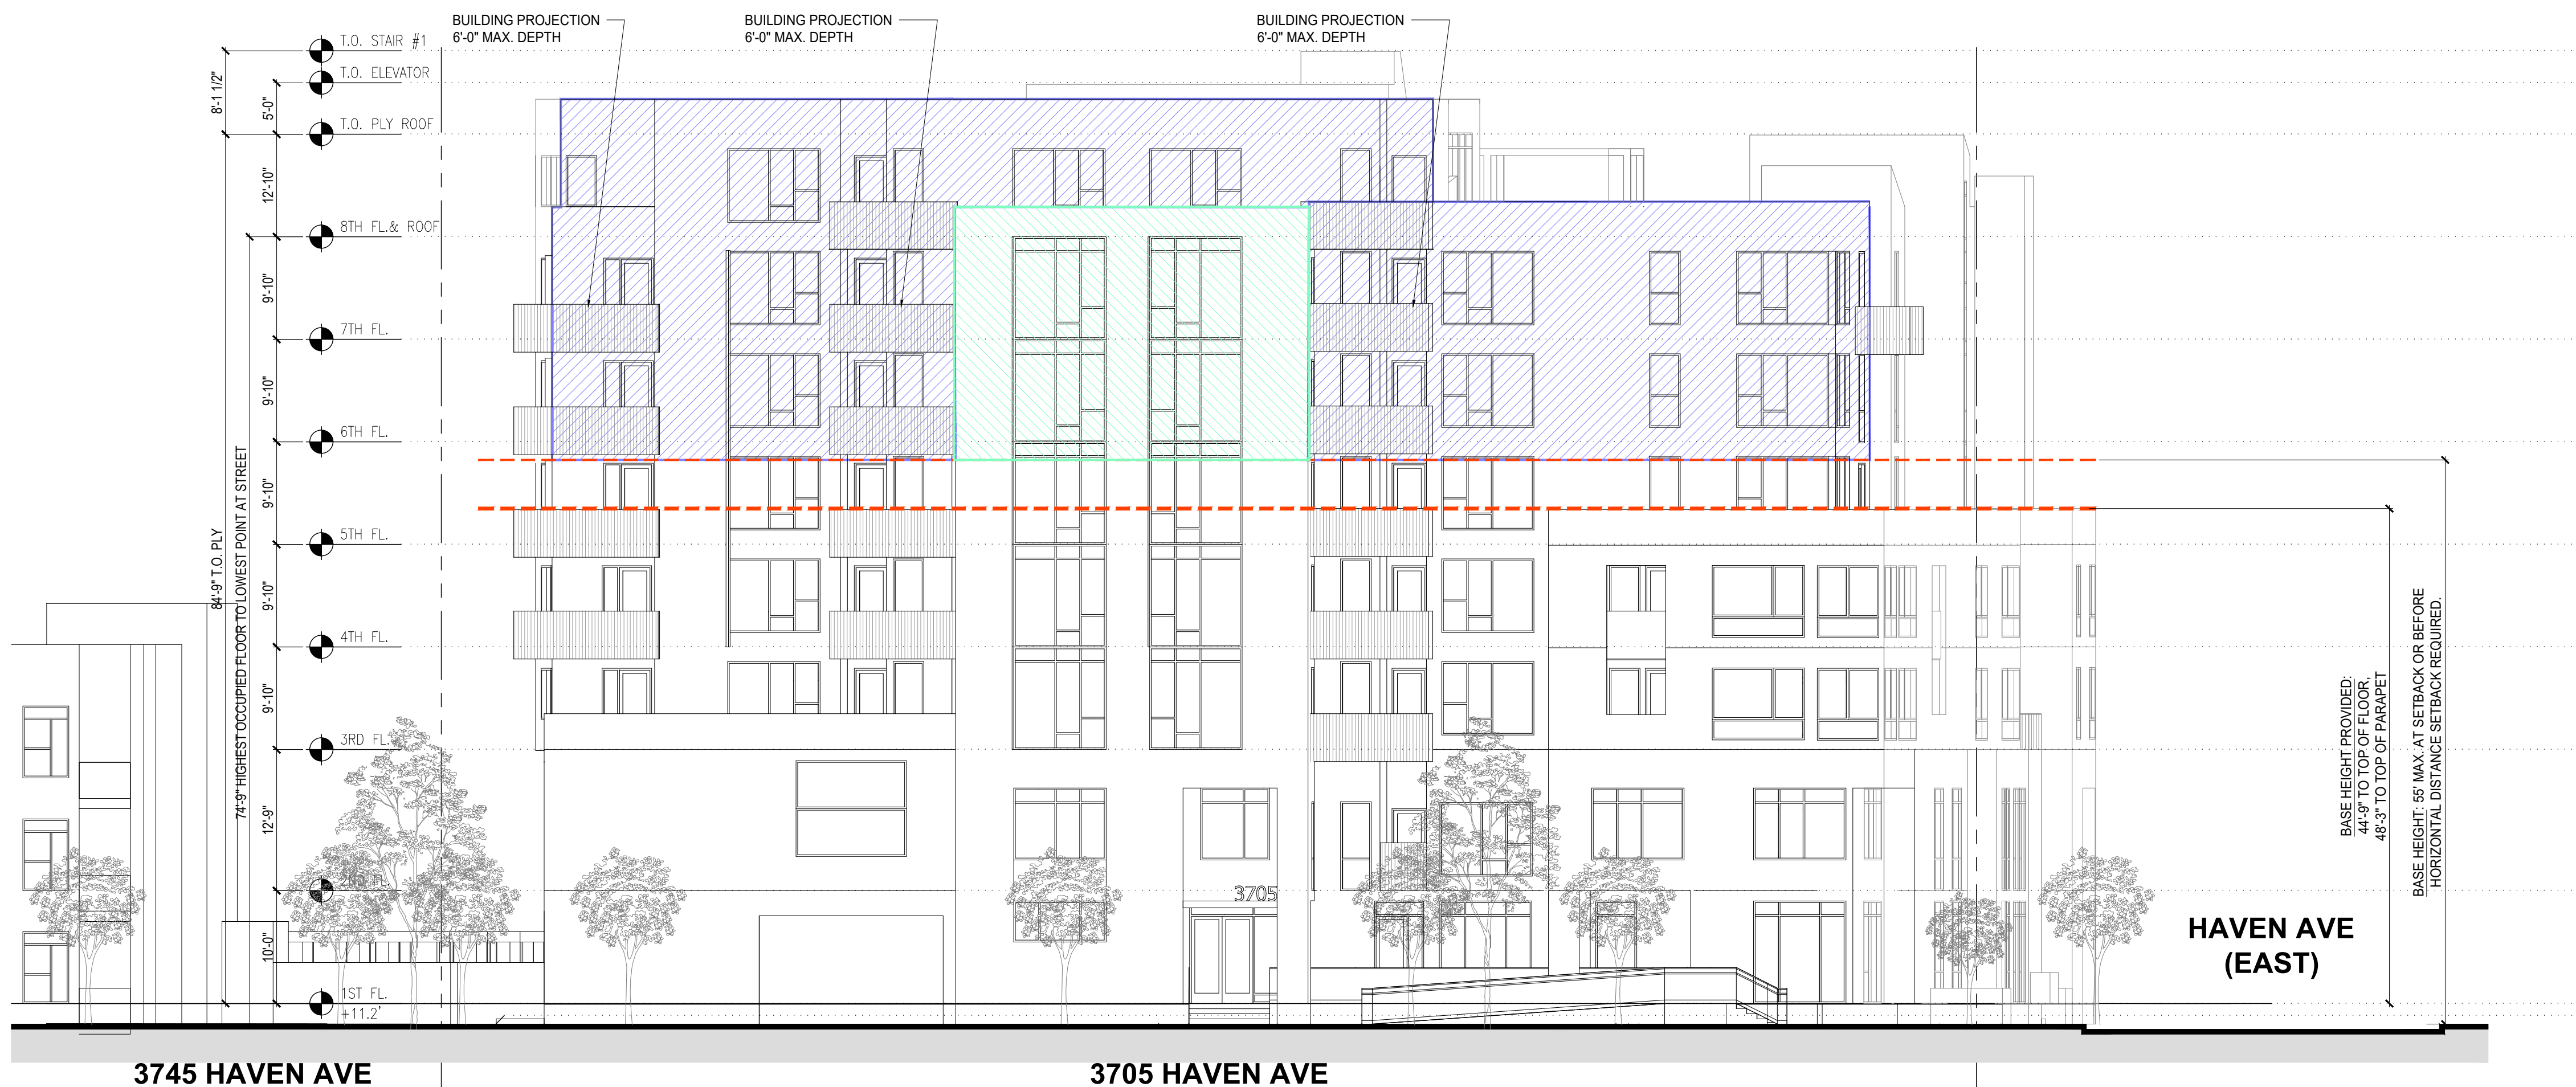 BUILDING PROJECTION
6'-0" MAX. DEPTH
BUILDING PROJECTION
6'-0" MAX. DEPTH
BUILDING PROJECTION
6'-0" MAX. DEPTH
T.O. STAIR #1
T.O. ELEVATOR
T.O. PLY ROOF
8TH FL.& ROOF
7TH FL.
6TH FL.
5TH FL.
4TH FL.
3RD FL.
1ST FL.
+11.2'
8'-1 1/2"
5'-0"
12'-10"
9'-10"
9'-10"
9'-10"
9'-10"
9'-10"
12'-9"
10'-0"
84'-9" T.O. PLY
74'-9" HIGHEST OCCUPIED FLOOR TO LOWEST POINT AT STREET
3705
BASE HEIGHT PROVIDED:
44'-9" TO TOP OF FLOOR,
48'-3" TO TOP OF PARAPET
BASE HEIGHT: 55' MAX. AT SETBACK OR BEFORE
HORIZONTAL DISTANCE SETBACK REQUIRED.
HAVEN AVE
(EAST)
3745 HAVEN AVE
3705 HAVEN AVE